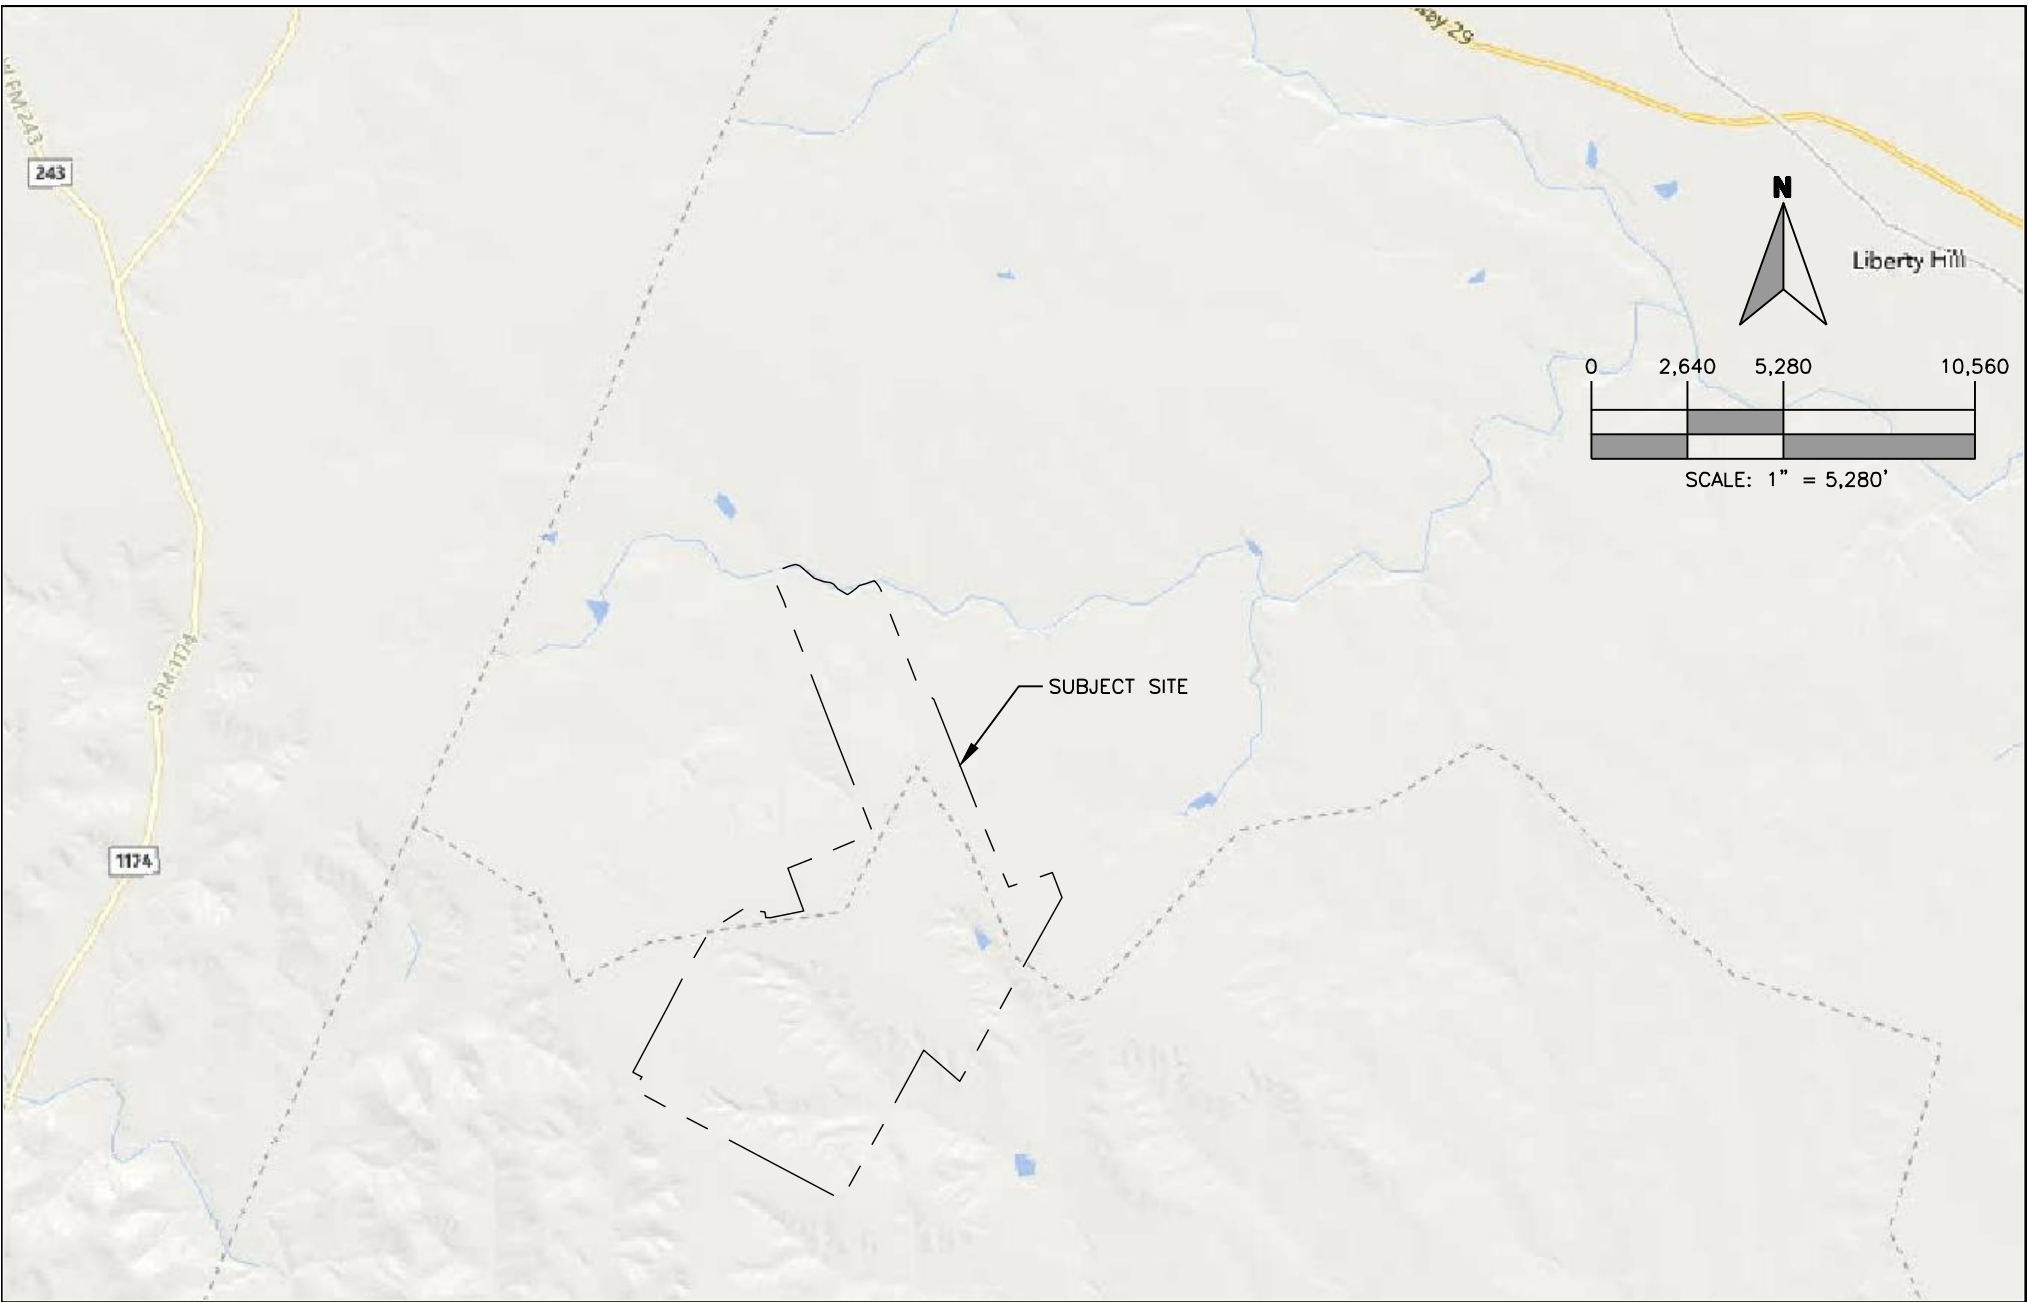 29
FM 243
243
N
Liberty Hill
0 2,640 5,280 10,560
SCALE: 1" = 5,280'
S FM-1174
SUBJECT SITE
1174